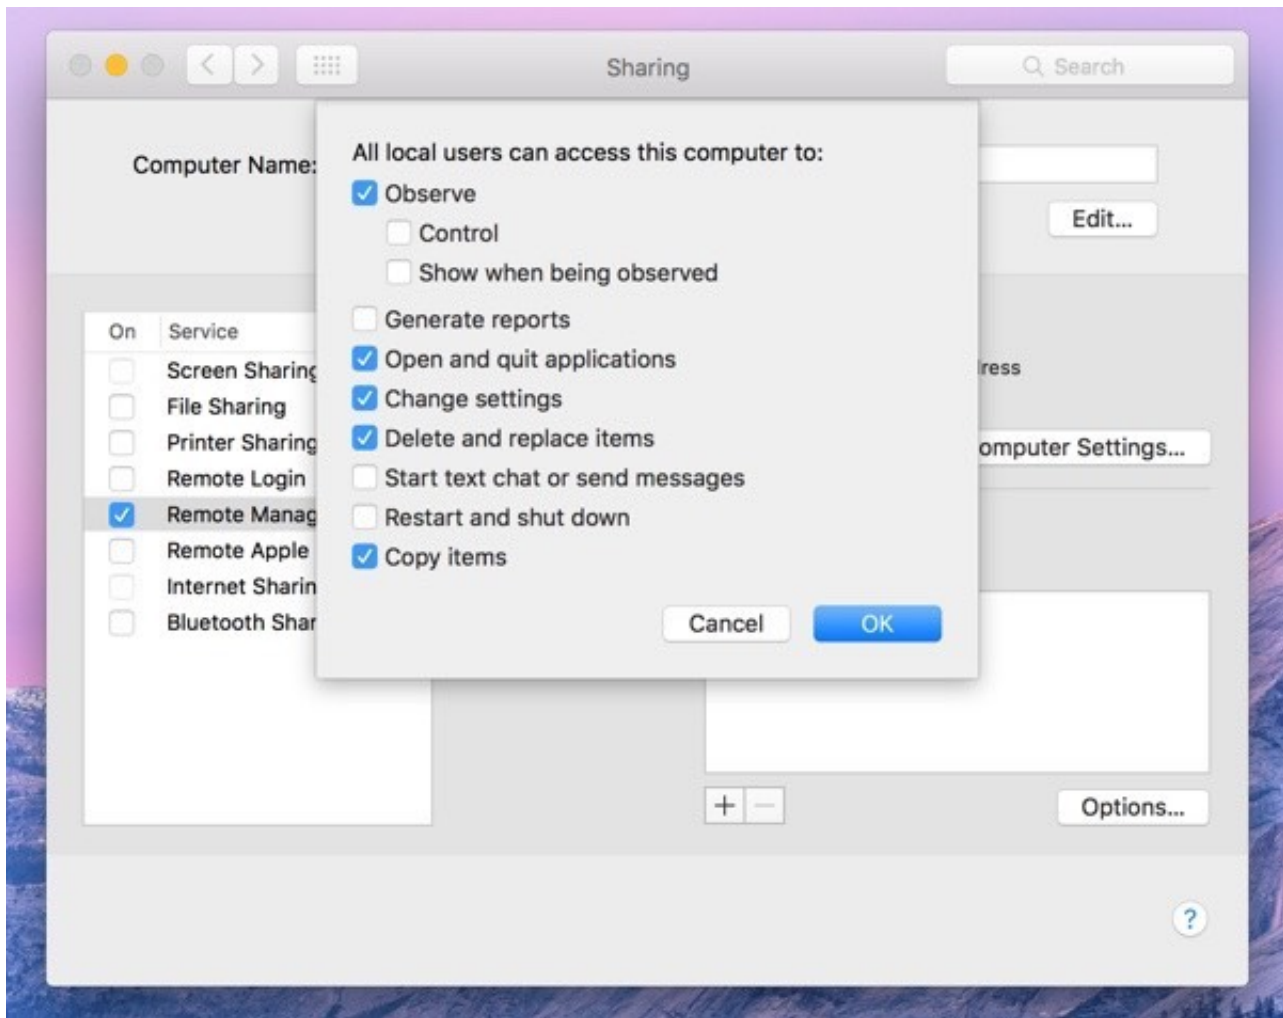 Sharing
Search
Computer Name:
Edit...
All local users can access this computer to:
Observe
Control
Show when being observed
Generate reports
Open and quit applications
Change settings
Delete and replace items
Start text chat or send messages
Restart and shut down
Copy items
Cancel
OK
On Service
Screen Sharing
File Sharing
Printer Sharing
Remote Login
Remote Manag
Remote Apple
Internet Sharin
Bluetooth Shar
ress
omputer Settings...
+ −
Options...
?